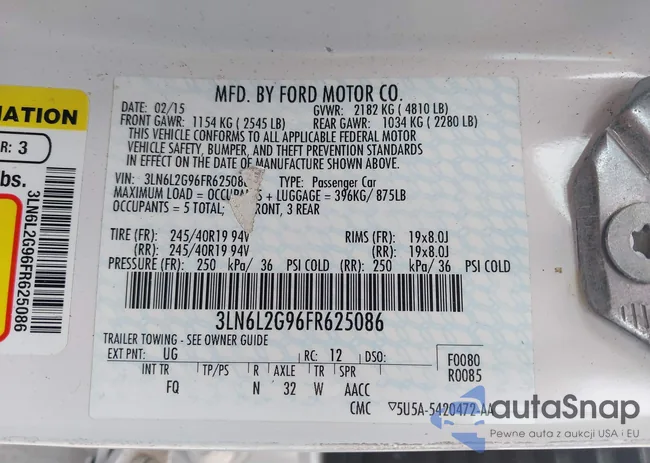 MFD. BY FORD MOTOR CO.
DATE: 02/15 GVWR: 2182 KG ( 4810 LB)
FRONT GAWR: 1154 KG ( 2545 LB) REAR GAWR: 1034 KG ( 2280 LB)
THIS VEHICLE CONFORMS TO ALL APPLICABLE FEDERAL MOTOR
VEHICLE SAFETY, BUMPER, AND THEFT PREVENTION STANDARDS
IN EFFECT ON THE DATE OF MANUFACTURE SHOWN ABOVE.
VIN: 3LN6L2G96FR62508 TYPE: Passenger Car
MAXIMUM LOAD = + LUGGAGE = 396KG/ 875LB
OCCUPANTS = 5 TOTAL; 3 REAR
TIRE (FR): 245/40R19 94V RIMS (FR): 19x8.0J
(RR): 245/40R19 94V (RR): 19x8.0J
PRESSURE (FR): 250 kPa/ 36 PSI COLD (RR): 250 kPa/ 36 PSI COLD
3LN6L2G96FR625086
TRAILER TOWING - SEE OWNER GUIDE
EXT PNT: UG RC: 12 DSO: F0080
R0085
INT TR TP/PS R AXLE TR SPR
FQ N 32 W AACC
CMC ▽5U5A-5420472-AA
MATION
R: 3
bs.
3LN6L2G96FR625086
autaSnap
Pewne auta z aukcji USA i EU